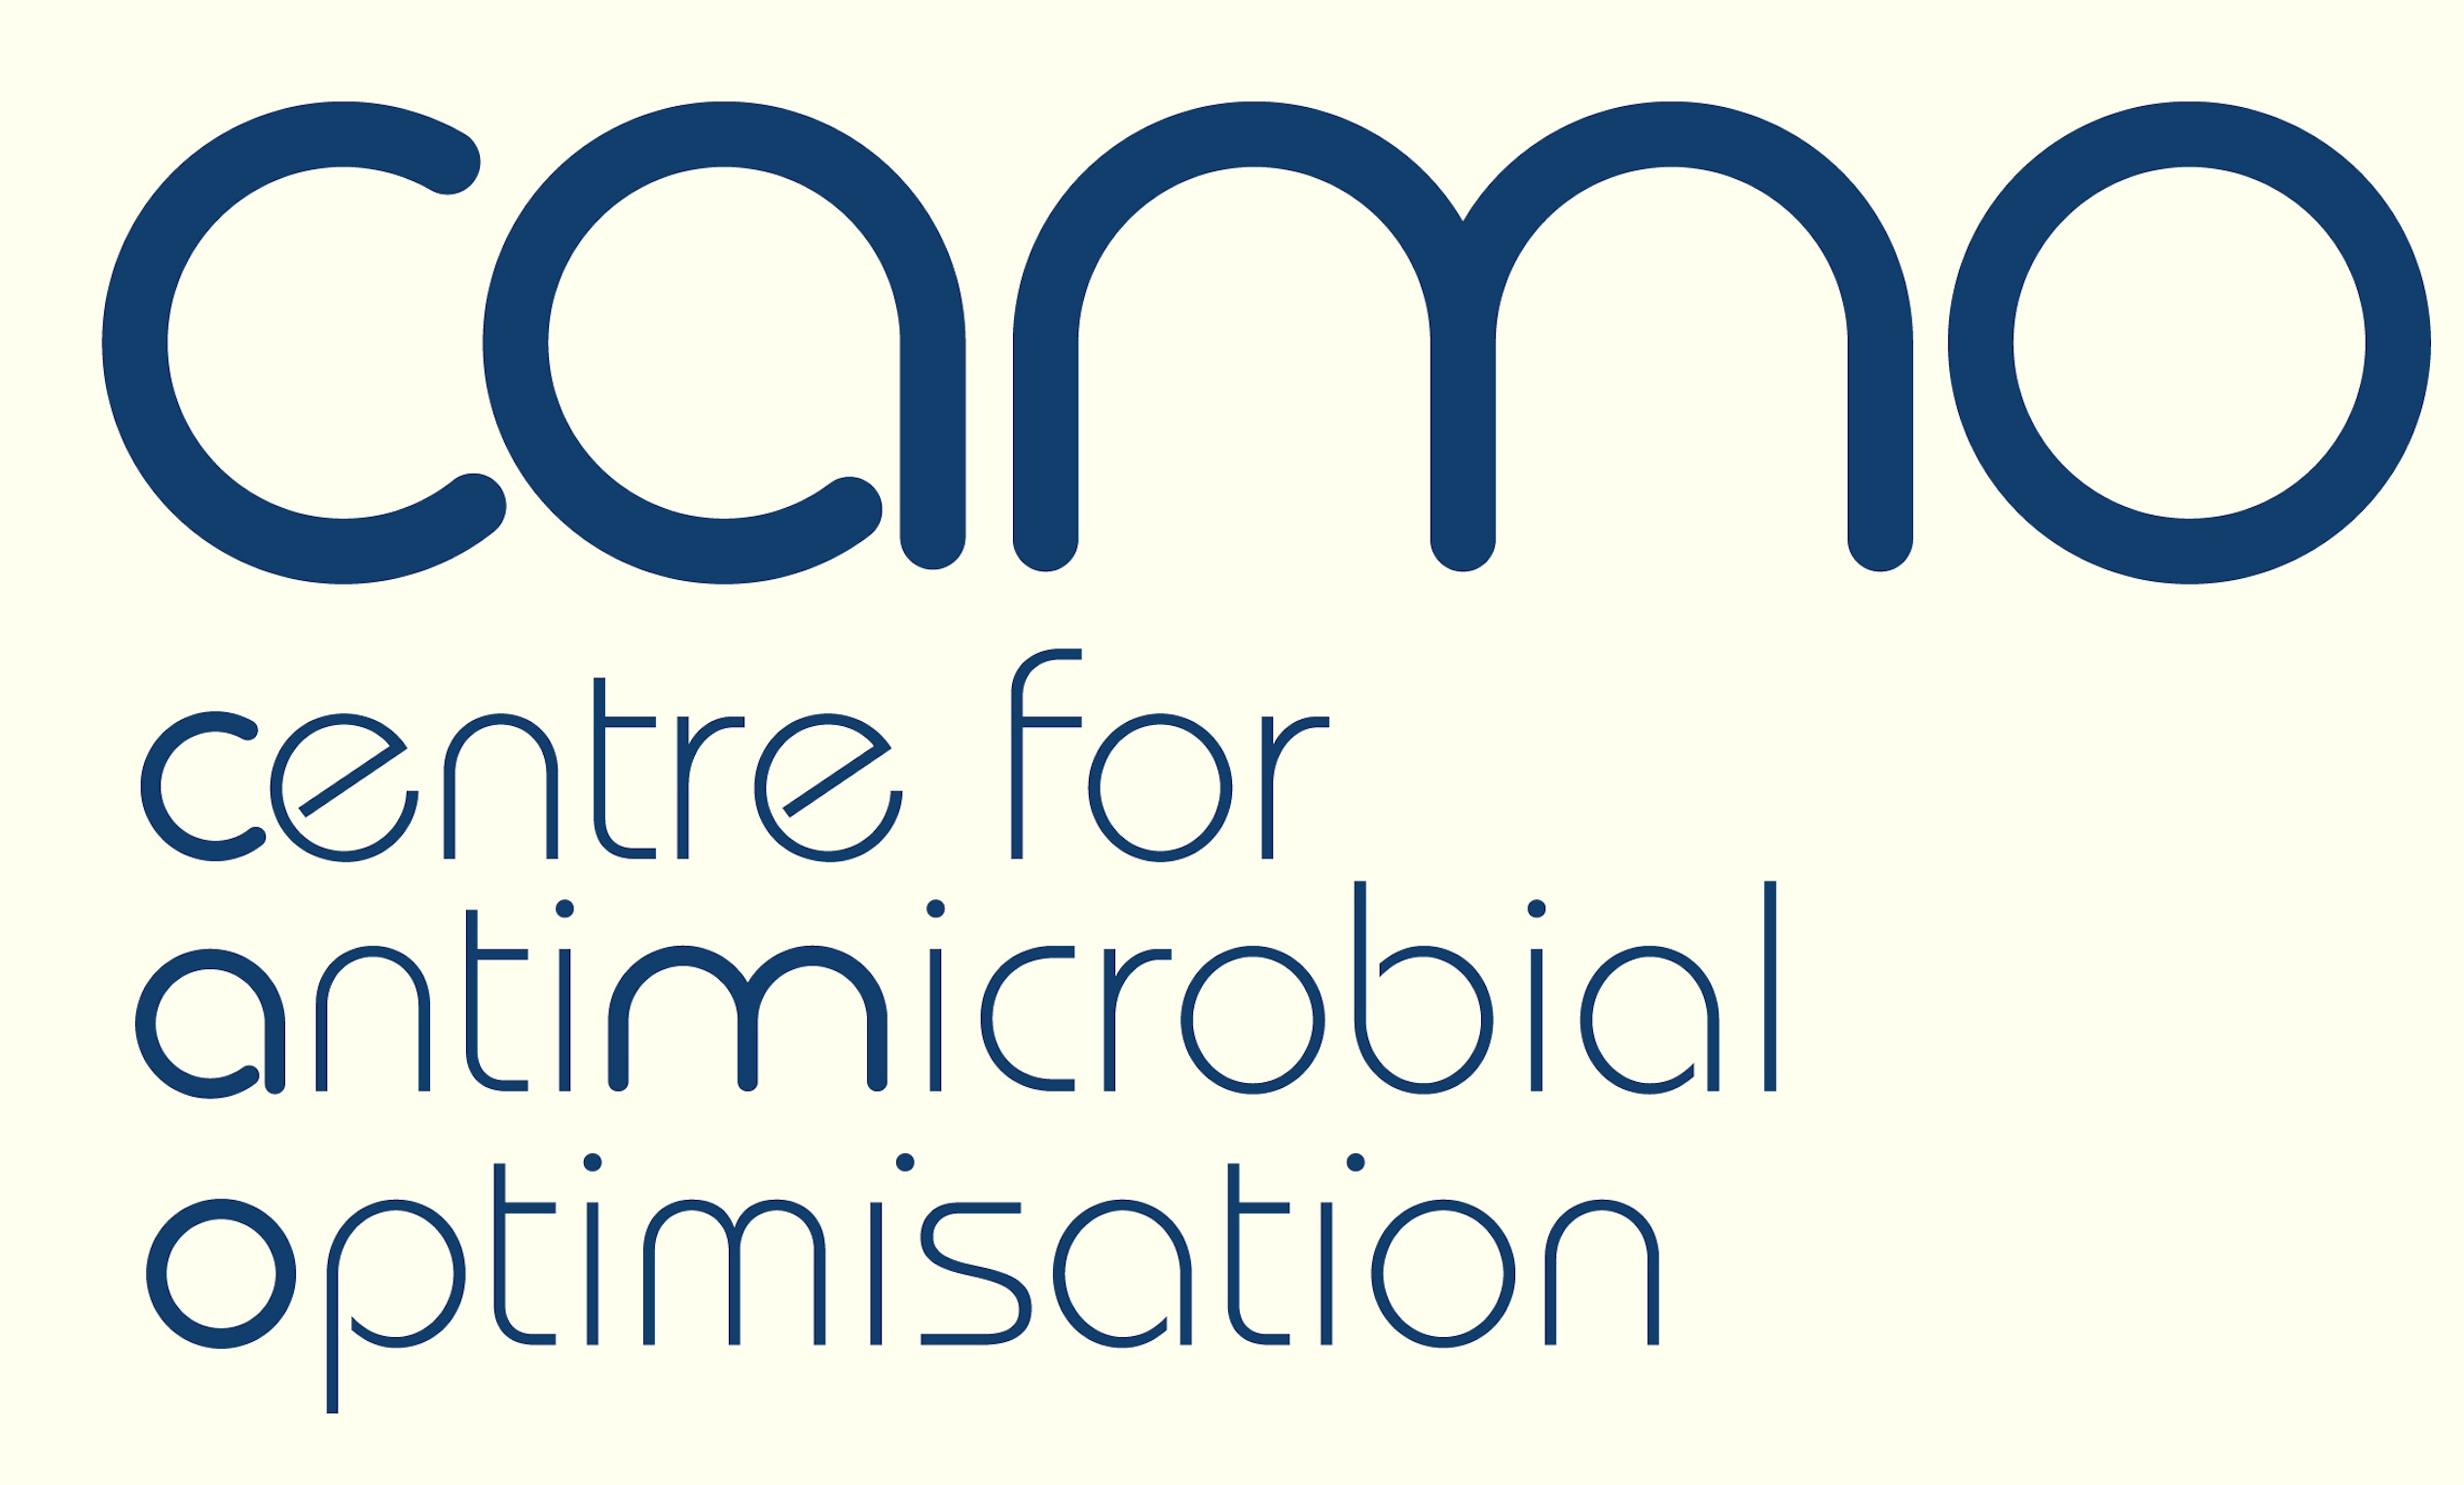 camo
centre for
antimicrobial
optimisation